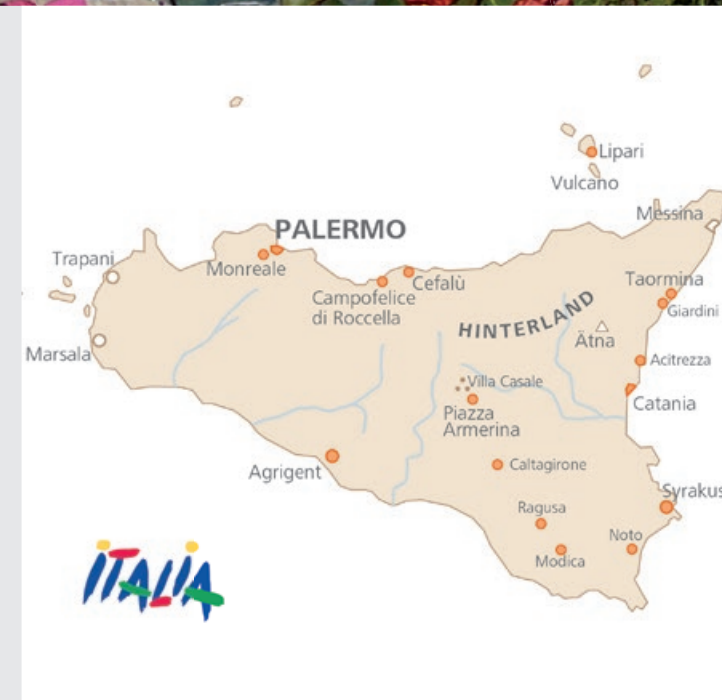 Lipari
Vulcano
Messina
PALERMO
Trapani
Monreale
Cefalù
Campofelice
di Roccella
Taormina
Giardini
HINTERLAND
Ätna
Marsala
Acitrezza
Villa Casale
Catania
Piazza
Armerina
Agrigent
Caltagirone
Syrakus
Ragusa
Noto
Modica
ITALIA